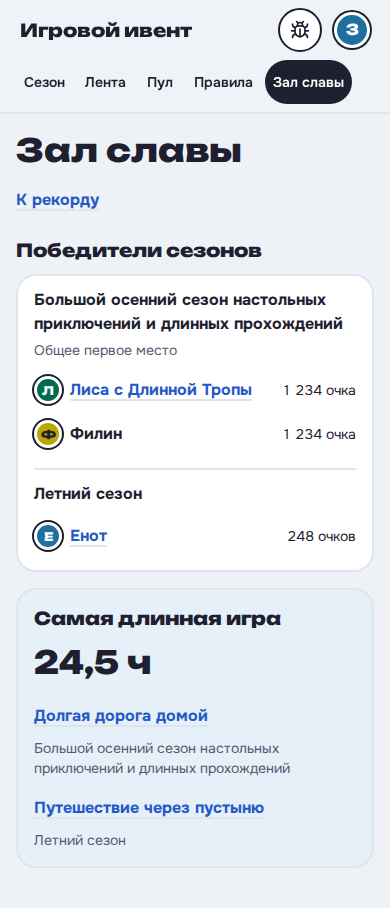 Игровой ивент
З
Сезон Лента Пул Правила Зал славы
Зал славы
К рекорду
Победители сезонов
Большой осенний сезон настольных
приключений и длинных прохождений
Общее первое место
Л Лиса с Длинной Тропы 1 234 очка
Ф Филин 1 234 очка
Летний сезон
Е Енот 248 очков
Самая длинная игра
24,5 ч
Долгая дорога домой
Большой осенний сезон настольных
приключений и длинных прохождений
Путешествие через пустыню
Летний сезон